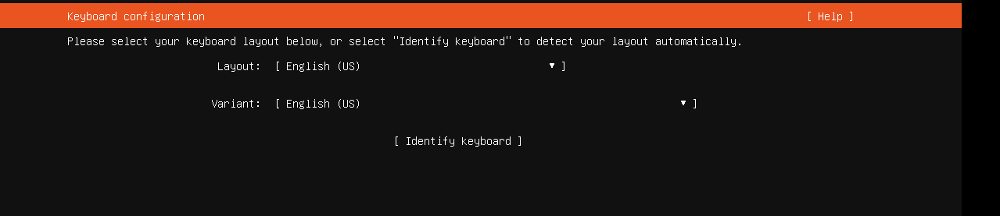 Keyboard configuration [ Help ]
Please select your keyboard layout below, or select "Identify keyboard" to detect your layout automatically.
Layout: [ English (US) ▾ ]
Variant: [ English (US) ▾ ]
[ Identify keyboard ]